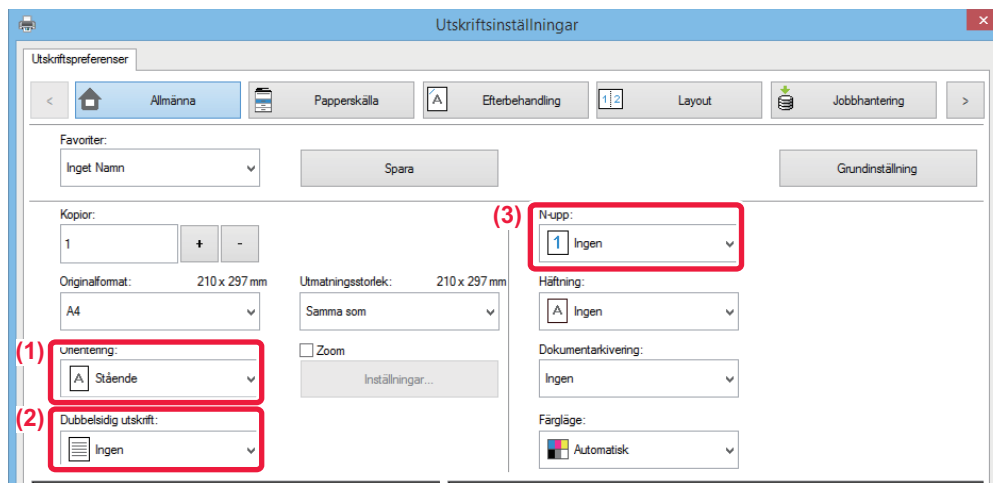 Utskriftsinställningar
Utskriftspreferenser
< Allmänna Papperskälla Efterbehandling Layout Jobbhantering >
Favoriter:
Inget Namn Spara Grundinställning
Kopior: (3) N-upp:
1 + - 1 Ingen
Originalformat: 210 x 297 mm Utmatningsstorlek: 210 x 297 mm Häftning:
A4 Samma som A Ingen
(1) Orientering: Zoom Dokumentarkivering:
A Stående Inställningar... Ingen
(2) Dubbelsidig utskrift: Färgläge:
Ingen Automatisk